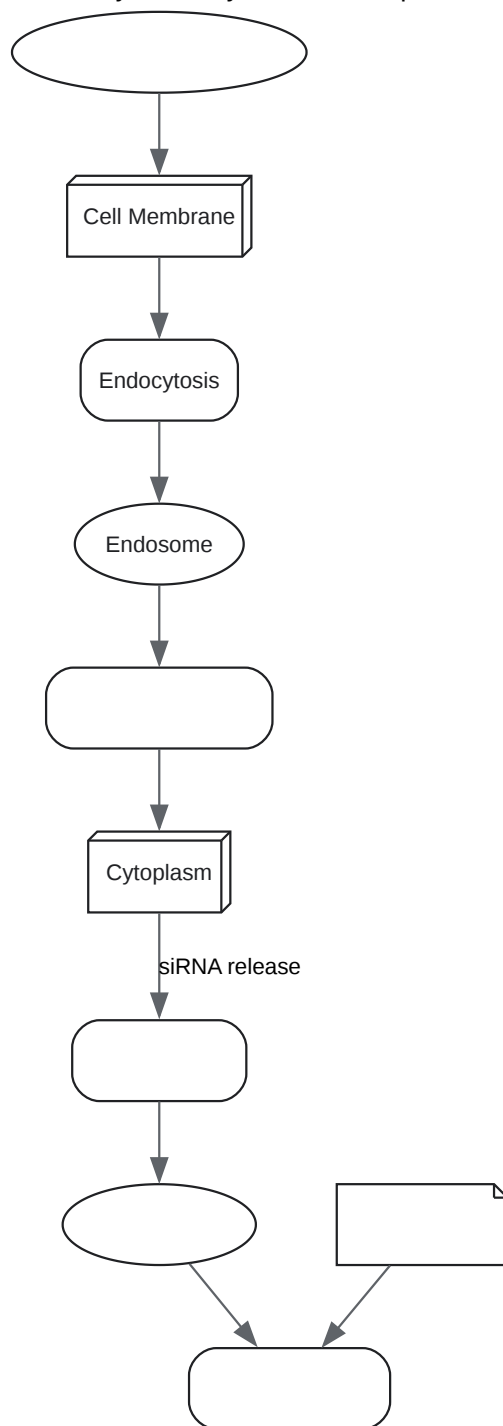 Cell Membrane
Endocytosis
Endosome
Cytoplasm
siRNA release